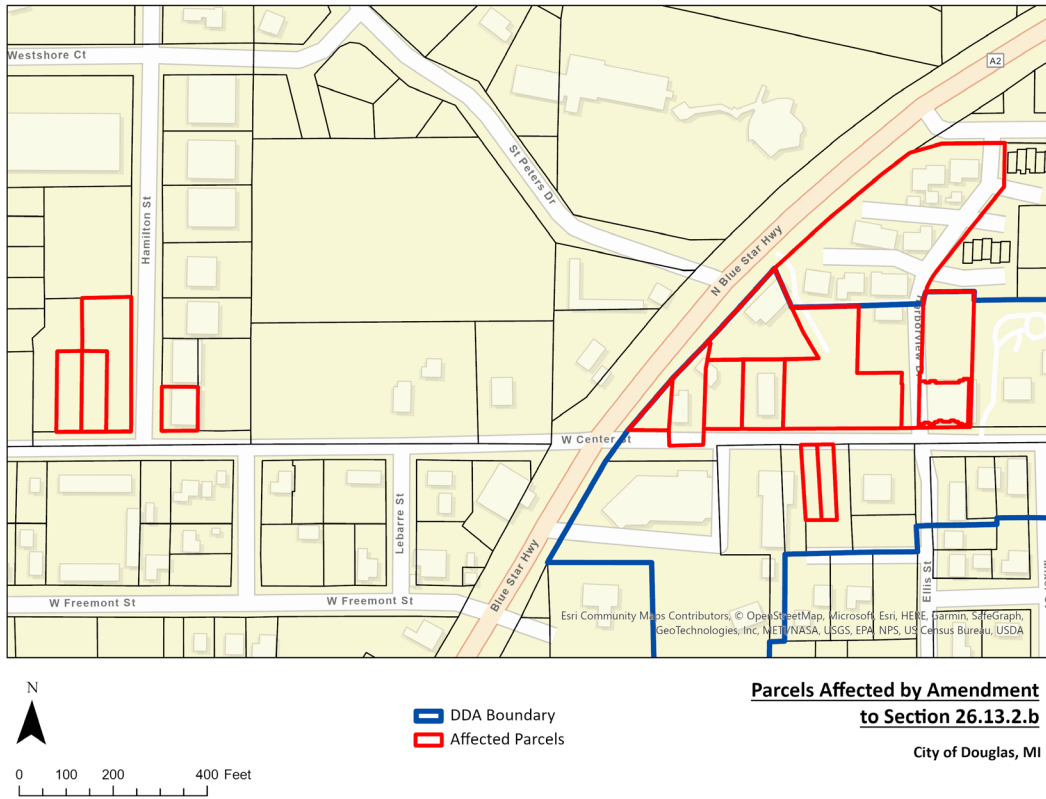 Westshore Ct
A2
St Peters Dr
Hamilton St
N Blue Star Hwy
W Center St
Lebarre St
Blue Star Hwy
Ellis St
W Freemont St
W Freemont St
Esri Community Maps Contributors, © OpenStreetMap, Microsoft, Esri, HERE, Garmin, SafeGraph,
GeoTechnologies, Inc, METI/NASA, USGS, EPA, NPS, US Census Bureau, USDA
N
0 100 200 400 Feet
DDA Boundary
Affected Parcels
Parcels Affected by Amendment
to Section 26.13.2.b
City of Douglas, MI